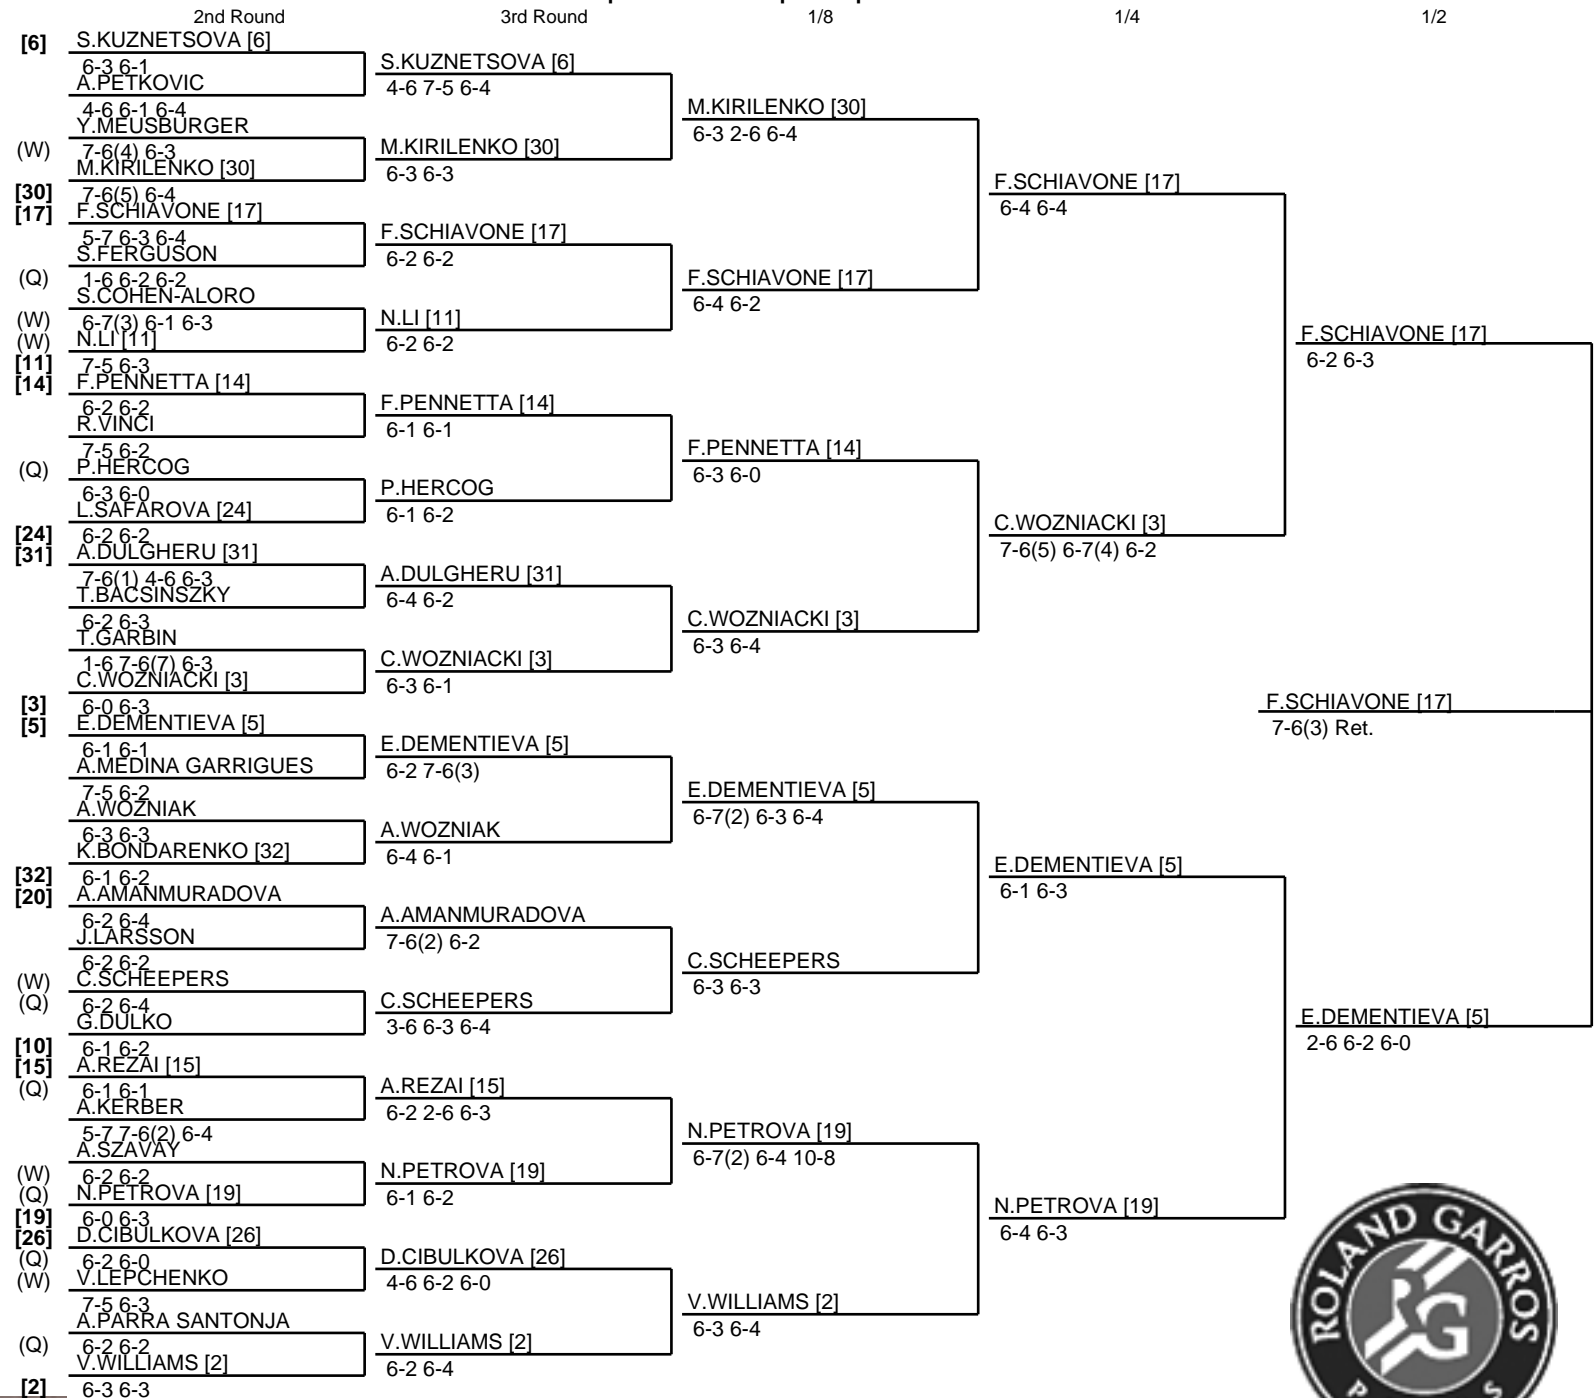 2nd Round 3rd Round 1/8 1/4 1/2
[6] S.KUZNETSOVA [6]
6-3 6-1
A.PETKOVIC
4-6 6-1 6-4
Y.MEUSBURGER
(W) 7-6(4) 6-3
M.KIRILENKO [30]
[30] 7-6(5) 6-4
[17] F.SCHIAVONE [17]
5-7 6-3 6-4
S.FERGUSON
(Q) 1-6 6-2 6-2
S.COHEN-ALORO
(W) 6-7(3) 6-1 6-3
(W) N.LI [11]
[11] 7-5 6-3
[14] F.PENNETTA [14]
6-2 6-2
R.VINCI
7-5 6-2
(Q) P.HERCOG
6-3 6-0
L.SAFAROVA [24]
[24] 6-2 6-2
[31] A.DULGHERU [31]
7-6(1) 4-6 6-3
T.BACSINSZKY
6-2 6-3
T.GARBIN
1-6 7-6(7) 6-3
C.WOZNIACKI [3]
[3] 6-0 6-3
[5] E.DEMENTIEVA [5]
6-1 6-1
A.MEDINA GARRIGUES
7-5 6-2
A.WOZNIAK
6-3 6-3
K.BONDARENKO [32]
[32] 6-1 6-2
[20] A.AMANMURADOVA
6-2 6-4
J.LARSSON
6-2 6-2
(W) C.SCHEEPERS
(Q) 6-2 6-4
G.DULKO
[10] 6-1 6-2
[15] A.REZAI [15]
(Q) 6-1 6-1
A.KERBER
5-7 7-6(2) 6-4
A.SZAVAY
(W) 6-2 6-2
(Q) N.PETROVA [19]
[19] 6-0 6-3
[26] D.CIBULKOVA [26]
(Q) 6-2 6-0
(W) V.LEPCHENKO
7-5 6-3
A.PARRA SANTONJA
(Q) 6-2 6-2
V.WILLIAMS [2]
[2] 6-3 6-3
S.KUZNETSOVA [6]
4-6 7-5 6-4
M.KIRILENKO [30]
6-3 6-3
F.SCHIAVONE [17]
6-2 6-2
N.LI [11]
6-2 6-2
F.PENNETTA [14]
6-1 6-1
P.HERCOG
6-1 6-2
A.DULGHERU [31]
6-4 6-2
C.WOZNIACKI [3]
6-3 6-1
E.DEMENTIEVA [5]
6-2 7-6(3)
A.WOZNIAK
6-4 6-1
A.AMANMURADOVA
7-6(2) 6-2
C.SCHEEPERS
3-6 6-3 6-4
A.REZAI [15]
6-2 2-6 6-3
N.PETROVA [19]
6-1 6-2
D.CIBULKOVA [26]
4-6 6-2 6-0
V.WILLIAMS [2]
6-2 6-4
M.KIRILENKO [30]
6-3 2-6 6-4
F.SCHIAVONE [17]
6-4 6-2
F.PENNETTA [14]
6-3 6-0
C.WOZNIACKI [3]
6-3 6-4
E.DEMENTIEVA [5]
6-7(2) 6-3 6-4
C.SCHEEPERS
6-3 6-3
N.PETROVA [19]
6-7(2) 6-4 10-8
V.WILLIAMS [2]
6-3 6-4
F.SCHIAVONE [17]
6-4 6-4
C.WOZNIACKI [3]
7-6(5) 6-7(4) 6-2
E.DEMENTIEVA [5]
6-1 6-3
N.PETROVA [19]
6-4 6-3
F.SCHIAVONE [17]
6-2 6-3
F.SCHIAVONE [17]
7-6(3) Ret.
E.DEMENTIEVA [5]
2-6 6-2 6-0
ROLAND GARROS
RG